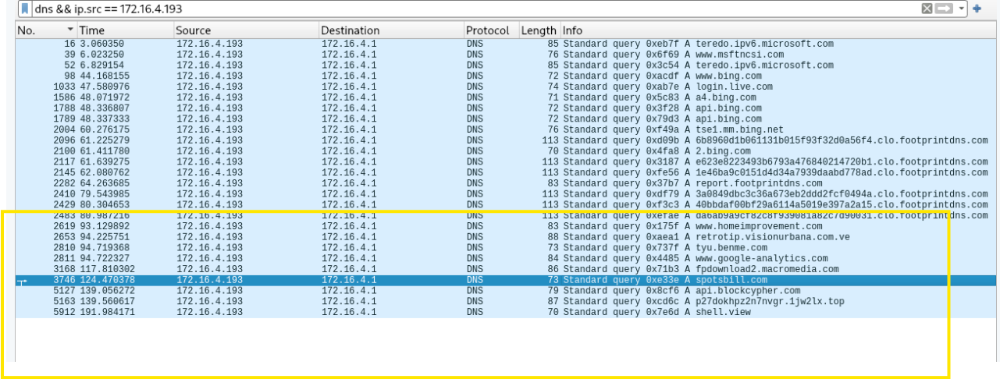 dns && ip.src == 172.16.4.193
No. Time Source Destination Protocol Length Info
16 3.060350 172.16.4.193 172.16.4.1 DNS 85 Standard query 0xeb7f A teredo.ipv6.microsoft.com
39 6.023250 172.16.4.193 172.16.4.1 DNS 76 Standard query 0x6f69 A www.msftncsi.com
52 6.829154 172.16.4.193 172.16.4.1 DNS 85 Standard query 0x3c54 A teredo.ipv6.microsoft.com
98 44.168155 172.16.4.193 172.16.4.1 DNS 72 Standard query 0xacdf A www.bing.com
1033 47.580976 172.16.4.193 172.16.4.1 DNS 74 Standard query 0xab7e A login.live.com
1586 48.071972 172.16.4.193 172.16.4.1 DNS 71 Standard query 0x5c83 A a4.bing.com
1788 48.336807 172.16.4.193 172.16.4.1 DNS 72 Standard query 0x3f28 A api.bing.com
1789 48.337333 172.16.4.193 172.16.4.1 DNS 72 Standard query 0x79d3 A api.bing.com
2004 60.276175 172.16.4.193 172.16.4.1 DNS 76 Standard query 0xf49a A tse1.mm.bing.net
2096 61.225279 172.16.4.193 172.16.4.1 DNS 113 Standard query 0xd09b A 6b8960d1b061131b015f93f32d0a56f4.clo.footprintdns.com
2100 61.411780 172.16.4.193 172.16.4.1 DNS 70 Standard query 0x4fa8 A 2.bing.com
2117 61.639275 172.16.4.193 172.16.4.1 DNS 113 Standard query 0x3187 A e623e8223493b6793a476840214720b1.clo.footprintdns.com
2145 62.080762 172.16.4.193 172.16.4.1 DNS 113 Standard query 0xfe56 A 1e46ba9c0151d4d34a7939daabd778ad.clo.footprintdns.com
2282 64.263685 172.16.4.193 172.16.4.1 DNS 83 Standard query 0x37b7 A report.footprintdns.com
2410 79.543985 172.16.4.193 172.16.4.1 DNS 113 Standard query 0xdf79 A 3a0849dbc3c36a673eb2ddd2fcf0494a.clo.footprintdns.com
2429 80.304653 172.16.4.193 172.16.4.1 DNS 113 Standard query 0xf3c3 A 40bbdaf00bf29a6114a5019e397a2a15.clo.footprintdns.com
2483 80.987216 172.16.4.193 172.16.4.1 DNS 113 Standard query 0xefae A da6ab9a9cf82c8f939081a82c7d90031.clo.footprintdns.com
2619 93.129892 172.16.4.193 172.16.4.1 DNS 83 Standard query 0x175f A www.homeimprovement.com
2653 94.225751 172.16.4.193 172.16.4.1 DNS 88 Standard query 0xaea1 A retrotip.visionurbana.com.ve
2810 94.719368 172.16.4.193 172.16.4.1 DNS 73 Standard query 0x737f A tyu.benme.com
2811 94.722327 172.16.4.193 172.16.4.1 DNS 84 Standard query 0x4485 A www.google-analytics.com
3168 117.810302 172.16.4.193 172.16.4.1 DNS 86 Standard query 0x71b3 A fpdownload2.macromedia.com
3746 124.470378 172.16.4.193 172.16.4.1 DNS 73 Standard query 0xe33e A spotsbill.com
5127 139.056272 172.16.4.193 172.16.4.1 DNS 79 Standard query 0x8cf6 A api.blockcypher.com
5163 139.560617 172.16.4.193 172.16.4.1 DNS 87 Standard query 0xcd6c A p27dokhpz2n7nvgr.1jw2lx.top
5912 191.984171 172.16.4.193 172.16.4.1 DNS 70 Standard query 0x7e6d A shell.view